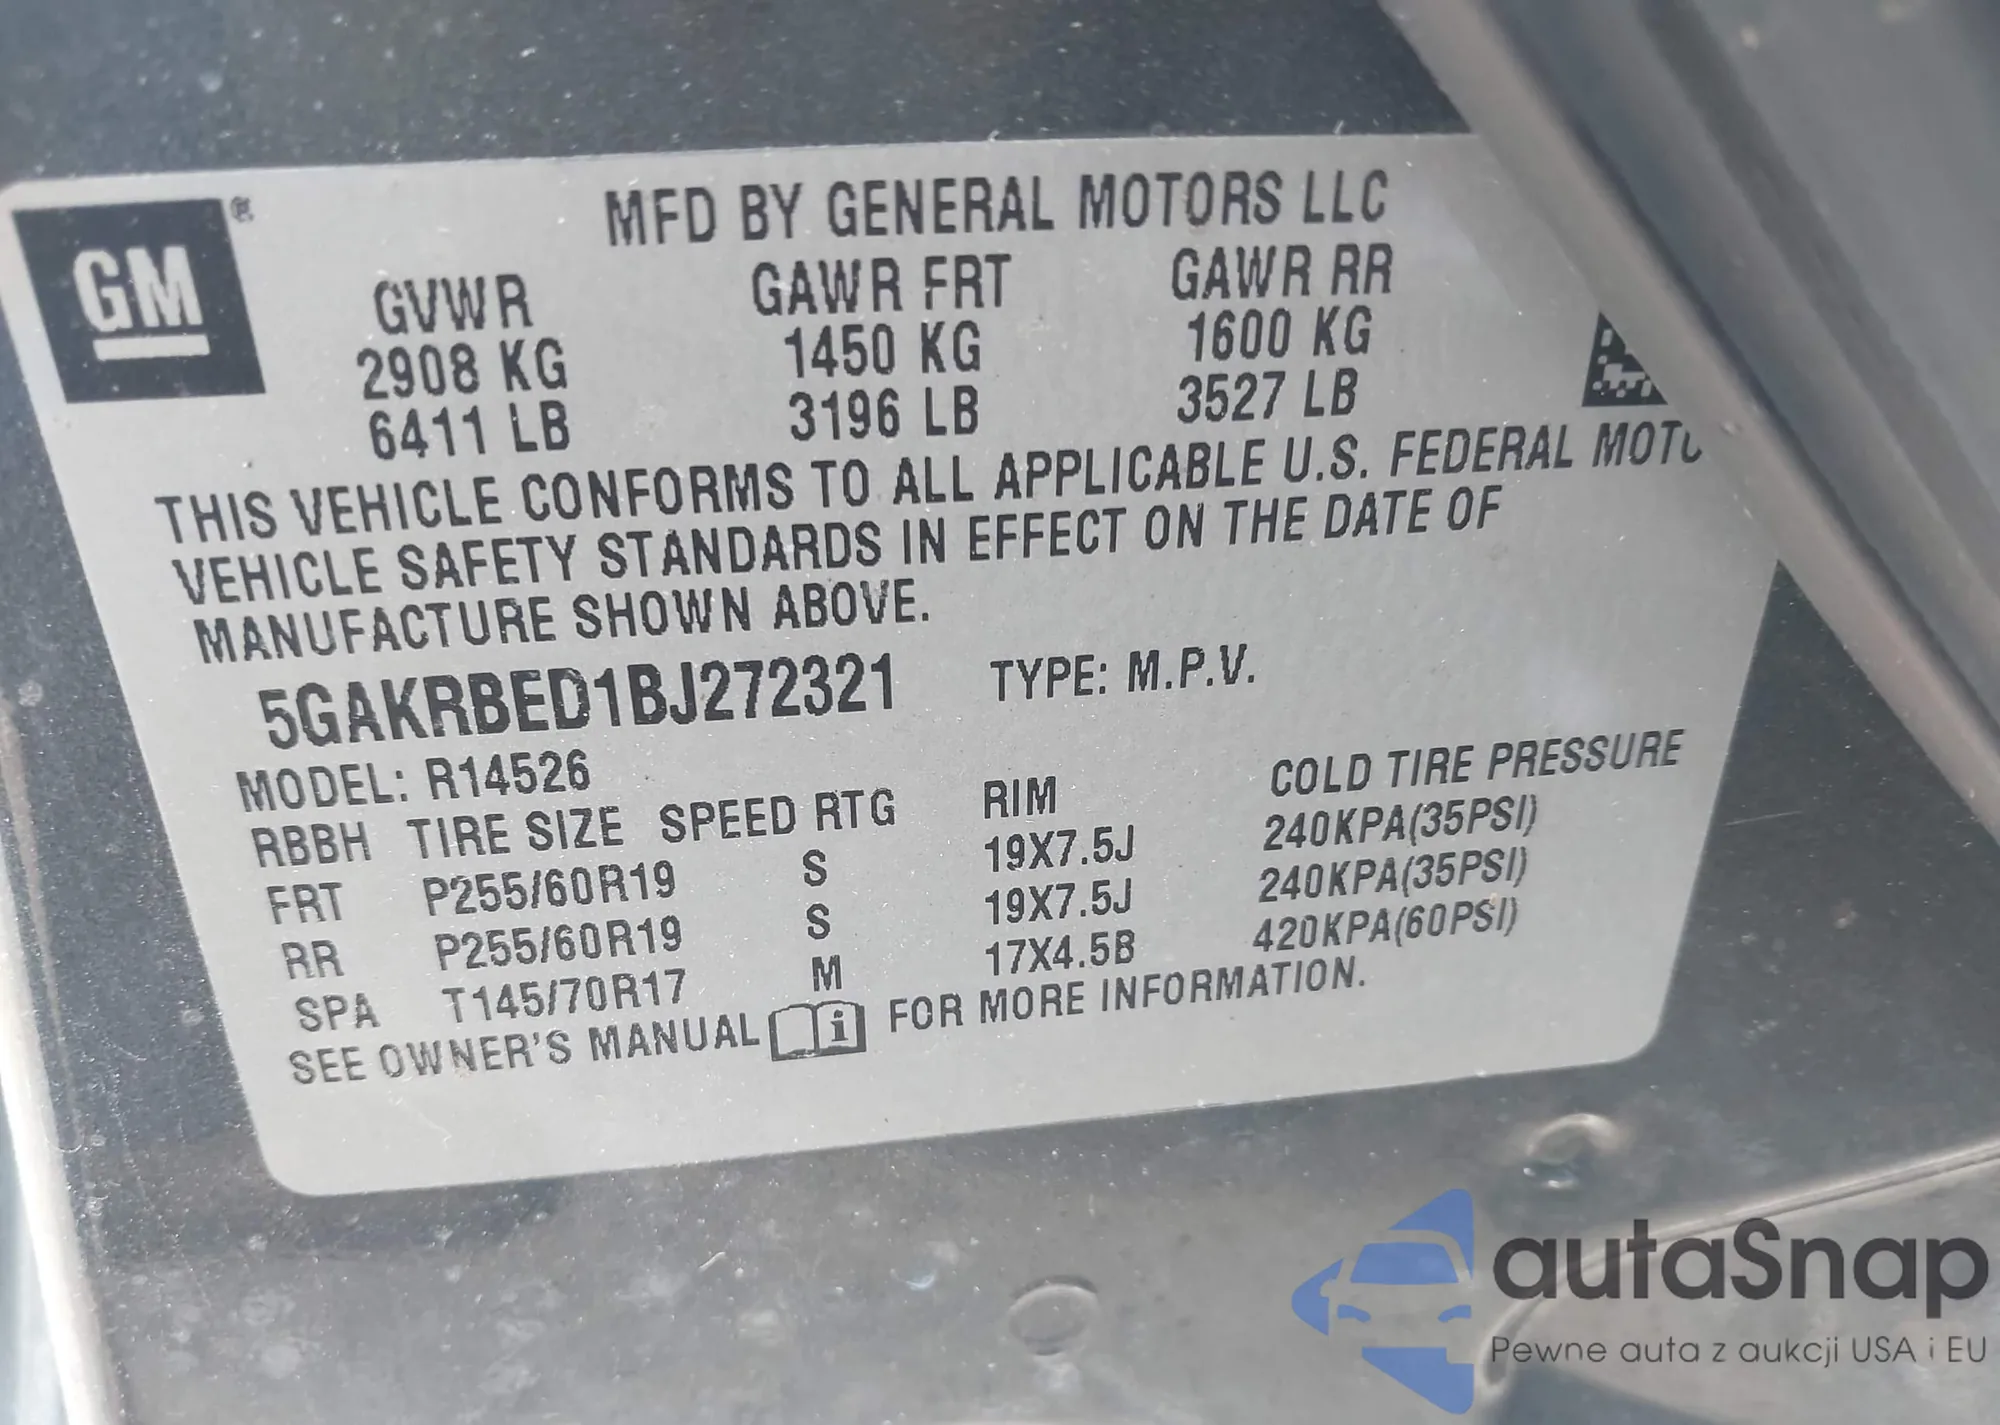 GM ®
MFD BY GENERAL MOTORS LLC
GVWR GAWR FRT GAWR RR
2908 KG 1450 KG 1600 KG
6411 LB 3196 LB 3527 LB
THIS VEHICLE CONFORMS TO ALL APPLICABLE U.S. FEDERAL
VEHICLE SAFETY STANDARDS IN EFFECT ON THE DATE OF
MANUFACTURE SHOWN ABOVE.
5GAKRBED1BJ272321 TYPE: M.P.V.
MODEL: R14526
RBBH TIRE SIZE SPEED RTG RIM COLD TIRE PRESSURE
FRT P255/60R19 S 19X7.5J 240KPA(35PSI)
RR P255/60R19 S 19X7.5J 240KPA(35PSI)
SPA T145/70R17 M 17X4.5B 420KPA(60PSI)
SEE OWNER'S MANUAL i FOR MORE INFORMATION.
autaSnap
Pewne auta z aukcji USA i EU